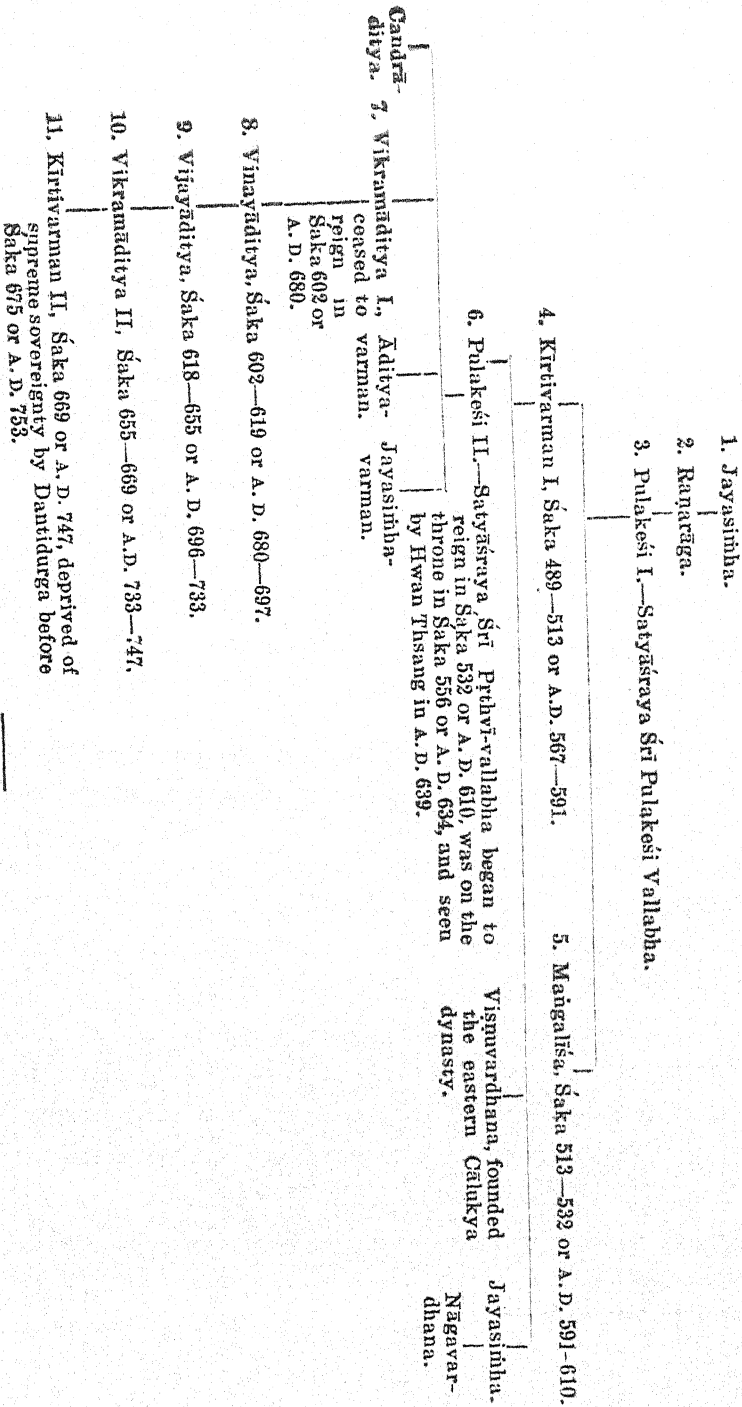 1. Jayasiṁha.
2. Raṇarāga.
3. Pulakeśi I.—Satyāśraya Śrī Pulakeśi Vallabha.
4. Kīrtivarman I, Śaka 489—513 or A.D. 567—591.
5. Maṅgalīśa, Śaka 513—532 or A. D. 591-610.
6. Pulakeśi II.—Satyāśraya Śrī Pṛthvī-vallabha began to
reign in Śaka 532 or A. D. 610, was on the
throne in Śaka 556 or A. D. 634, and seen
by Hwan Thsang in A. D. 639.
Viṣṇuvardhana, founded
the eastern Cālukya
dynasty.
Jayasiṁha.
Nāgavar-
dhana.
Candrā-
ditya.
7. Vikramāditya I.,
ceased to
reign in
Śaka 602 or
A. D. 680.
Āditya-
varman.
Jayasiṁha-
varman.
8. Vinayāditya, Śaka 602—619 or A. D. 680—697.
9. Vijayāditya, Śaka 618—655 or A. D. 696—733.
10. Vikramāditya II, Śaka 655—669 or A.D. 733—747.
11. Kīrtivarman II, Śaka 669 or A. D. 747, deprived of
supreme sovereignty by Dantidurga before
Śaka 675 or A. D. 753.